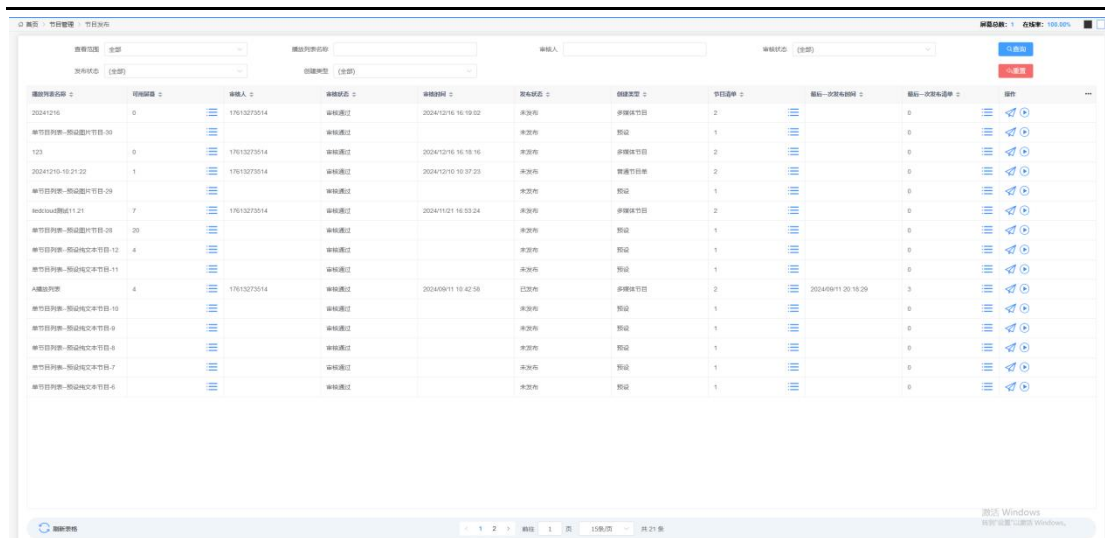 首页 > 节目管理 > 节目发布
屏幕总数: 1 在线率: 100.00%
查看范围 全部 播放列表名称 审核人 审核状态 (全部) 查询
发布状态 (全部) 创建类型 (全部) 重置
播放列表名称 可用屏幕 审核人 审核状态 审核时间 发布状态 创建类型 节目清单 最后一次发布时间 最后一次发布清单 操作
20241216 0 17613273514 审核通过 2024/12/16 16:19:02 未发布 多媒体节目 2 0
单节目列表--预设图片节目-30 审核通过 未发布 预设 1 0
123 0 17613273514 审核通过 2024/12/16 16:18:16 未发布 多媒体节目 2 0
20241210-10:21:22 1 17613273514 审核通过 2024/12/10 10:37:23 未发布 普通节目单 2 0
单节目列表--预设图片节目-29 审核通过 未发布 预设 1 0
ledcloud测试11.21 7 17613273514 审核通过 2024/11/21 16:53:24 未发布 多媒体节目 2 0
单节目列表--预设图片节目-28 20 审核通过 未发布 预设 1 0
单节目列表--预设纯文本节目-12 4 审核通过 未发布 预设 1 0
单节目列表--预设纯文本节目-11 审核通过 未发布 预设 1 0
A播放列表 4 17613273514 审核通过 2024/09/11 10:42:58 已发布 多媒体节目 2 2024/09/11 20:18:29 3
单节目列表--预设纯文本节目-10 审核通过 未发布 预设 1 0
单节目列表--预设纯文本节目-9 审核通过 未发布 预设 1 0
单节目列表--预设纯文本节目-8 审核通过 未发布 预设 1 0
单节目列表--预设纯文本节目-7 审核通过 未发布 预设 1 0
单节目列表--预设纯文本节目-6 审核通过 未发布 预设 1 0
激活 Windows
转到"设置"以激活 Windows。
刷新表格 1 2 前往 1 页 15条/页 共 21 条